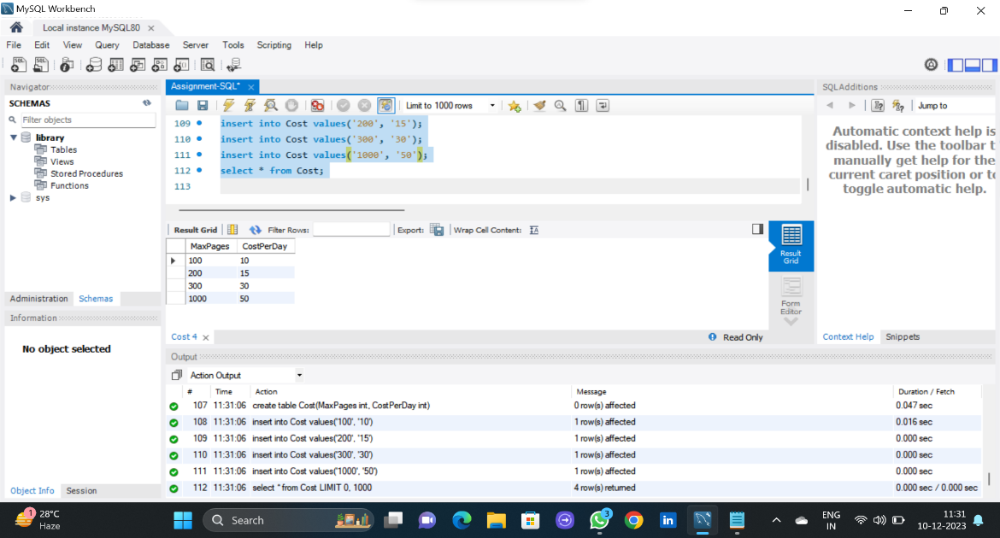 MySQL Workbench
Local instance MySQL80
File Edit View Query Database Server Tools Scripting Help
Navigator
SCHEMAS
Filter objects
library
Tables
Views
Stored Procedures
Functions
sys
Administration Schemas
Information
No object selected
Object Info Session
Assignment-SQL*
Limit to 1000 rows
109 insert into Cost values('200', '15');
110 insert into Cost values('300', '30');
111 insert into Cost values('1000', '50');
112 select * from Cost;
113
Result Grid Filter Rows: Export: Wrap Cell Content:
MaxPages CostPerDay
100 10
200 15
300 30
1000 50
Result Grid
Form Editor
Cost 4
Read Only
Output
Action Output
# Time Action Message Duration / Fetch
107 11:31:06 create table Cost(MaxPages int, CostPerDay int) 0 row(s) affected 0.047 sec
108 11:31:06 insert into Cost values('100', '10') 1 row(s) affected 0.016 sec
109 11:31:06 insert into Cost values('200', '15') 1 row(s) affected 0.000 sec
110 11:31:06 insert into Cost values('300', '30') 1 row(s) affected 0.000 sec
111 11:31:06 insert into Cost values('1000', '50') 1 row(s) affected 0.000 sec
112 11:31:06 select * from Cost LIMIT 0, 1000 4 row(s) returned 0.000 sec / 0.000 sec
SQLAdditions
Jump to
Automatic context help is
disabled. Use the toolbar t
manually get help for the
current caret position or to
toggle automatic help.
Context Help Snippets
1
28°C
Haze
Search
3
ENG
IN
11:31
10-12-2023